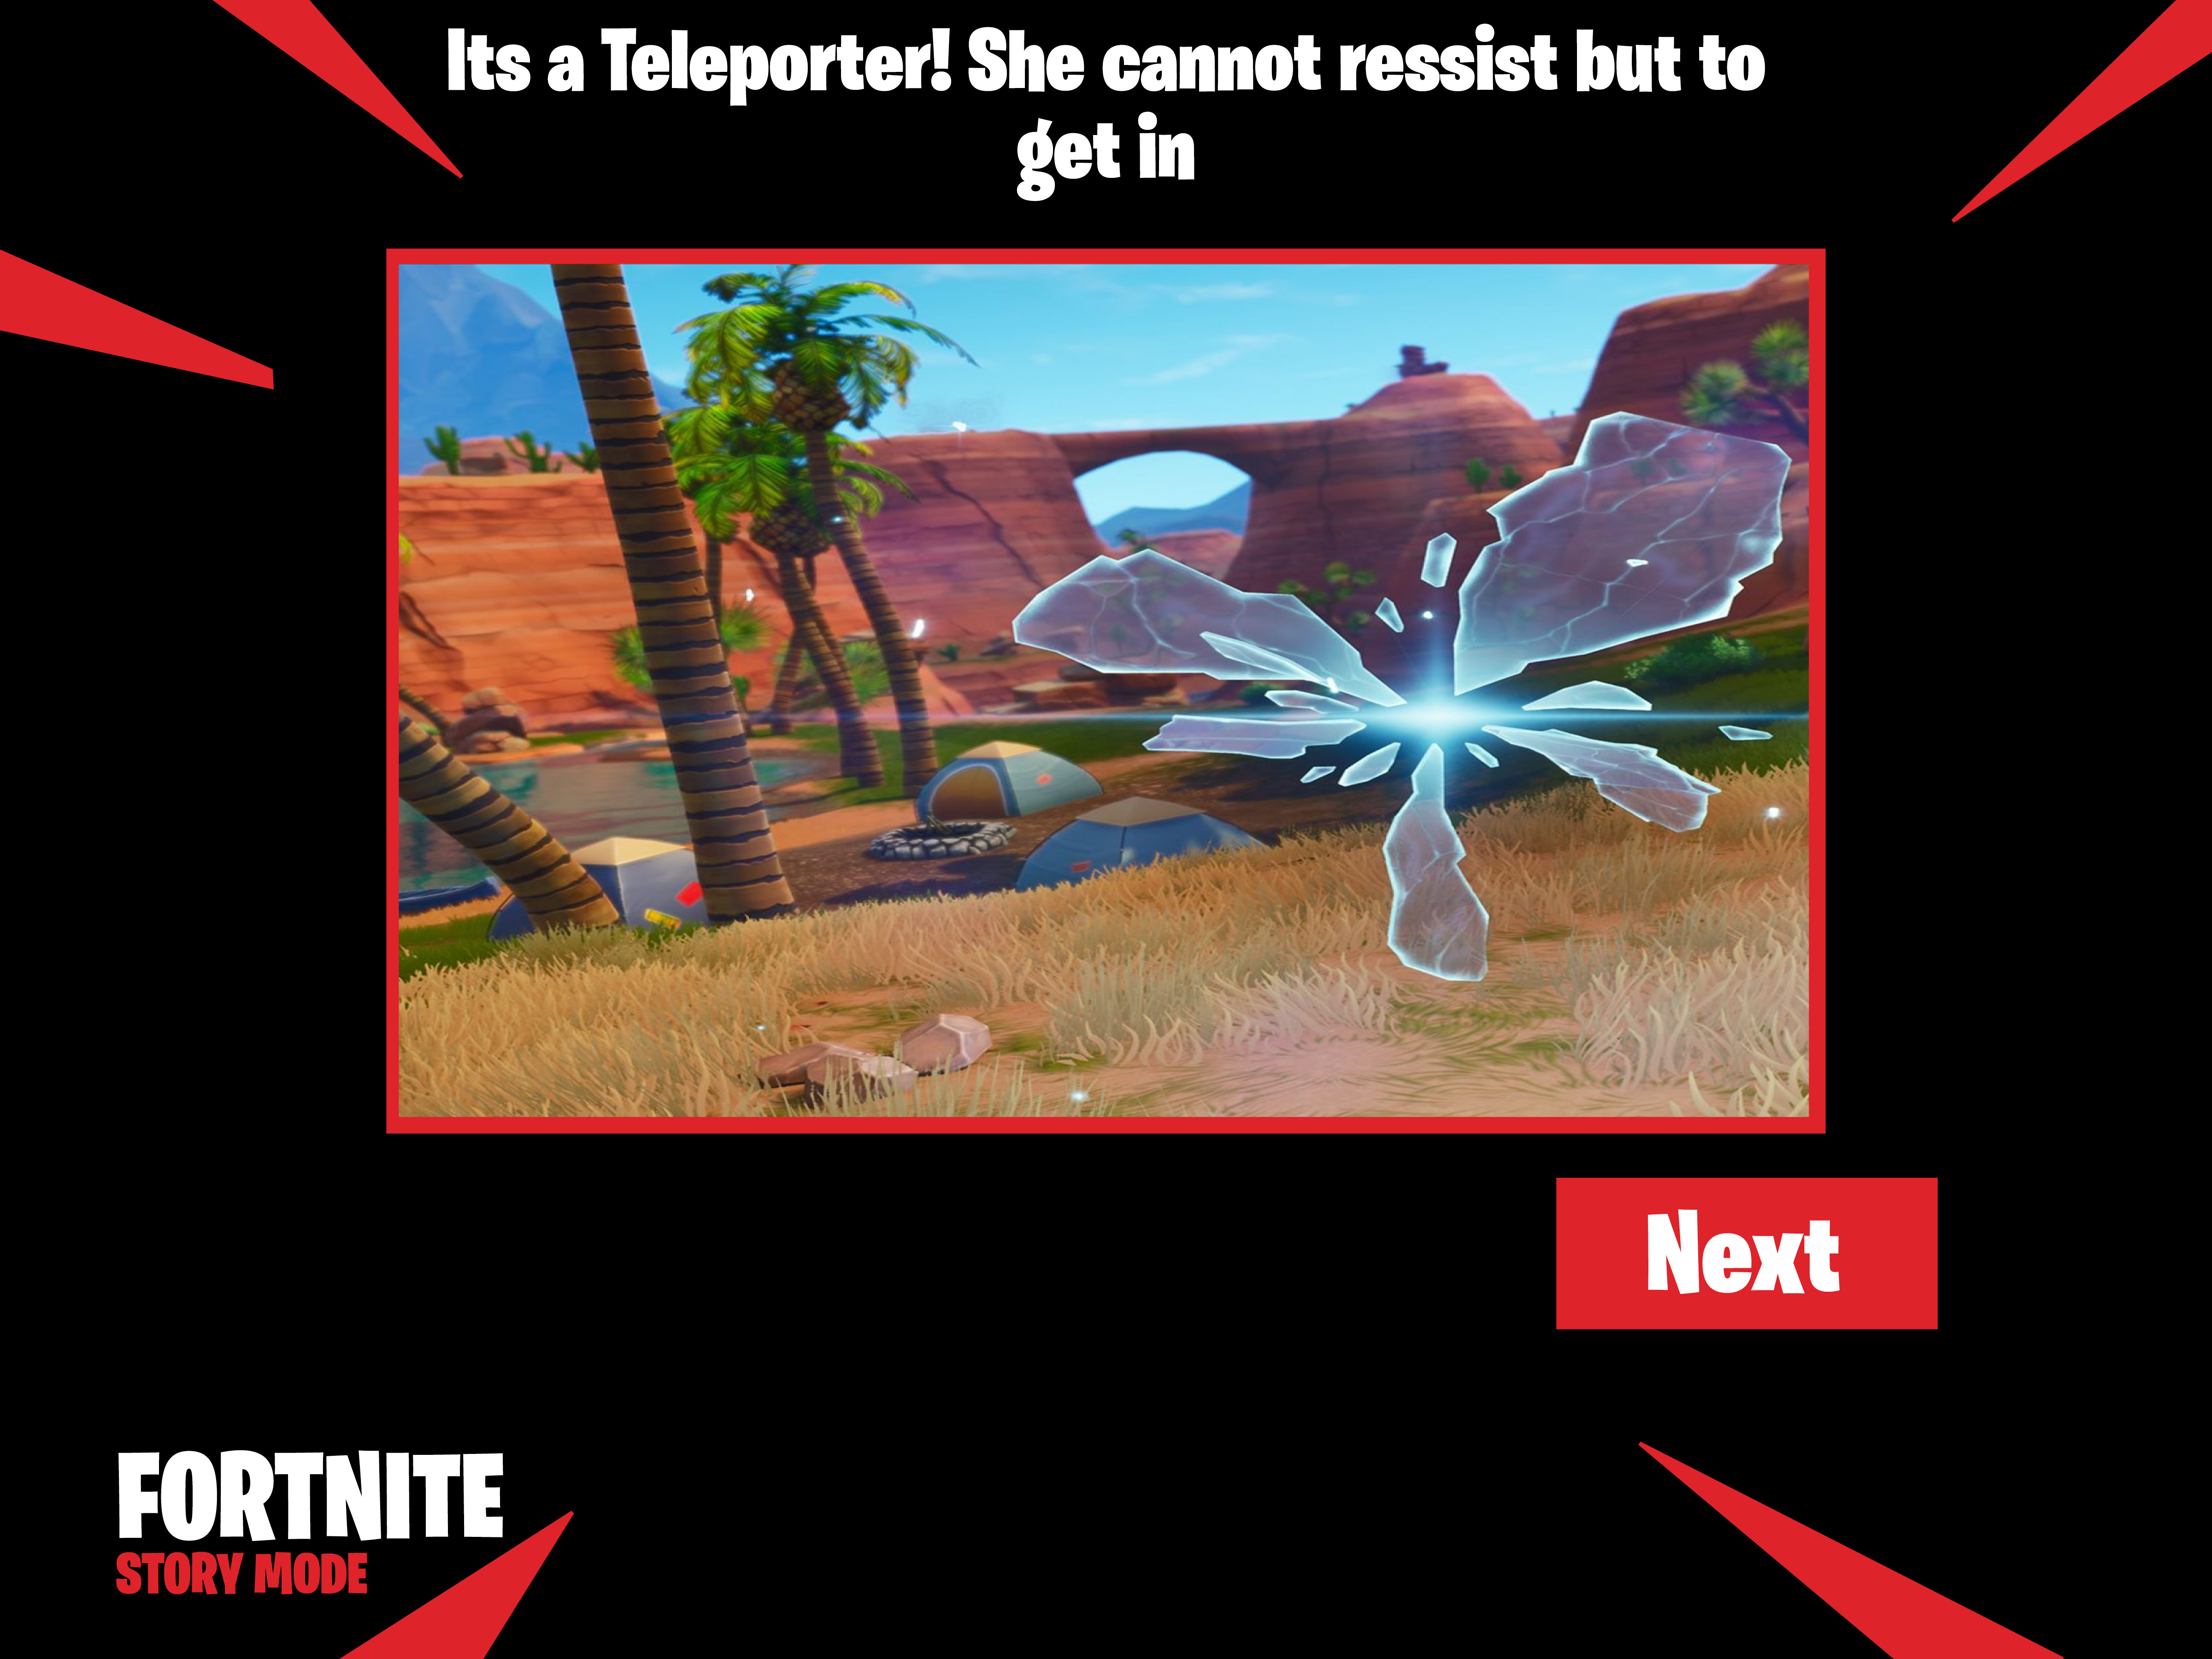 Its a Teleporter! She cannot ressist but to
get in
Next
FORTNITE
STORY MODE